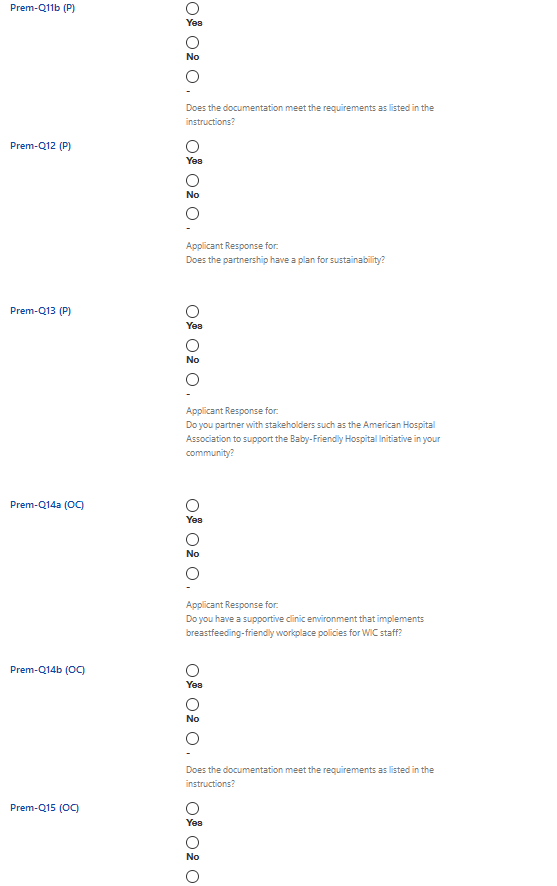 Prem-Q11b (P)
Yes
No
-
Does the documentation meet the requirements as listed in the
instructions?
Prem-Q12 (P)
Yes
No
-
Applicant Response for:
Does the partnership have a plan for sustainability?
Prem-Q13 (P)
Yes
No
-
Applicant Response for:
Do you partner with stakeholders such as the American Hospital
Association to support the Baby-Friendly Hospital Initiative in your
community?
Prem-Q14a (OC)
Yes
No
-
Applicant Response for:
Do you have a supportive clinic environment that implements
breastfeeding-friendly workplace policies for WIC staff?
Prem-Q14b (OC)
Yes
No
-
Does the documentation meet the requirements as listed in the
instructions?
Prem-Q15 (OC)
Yes
No